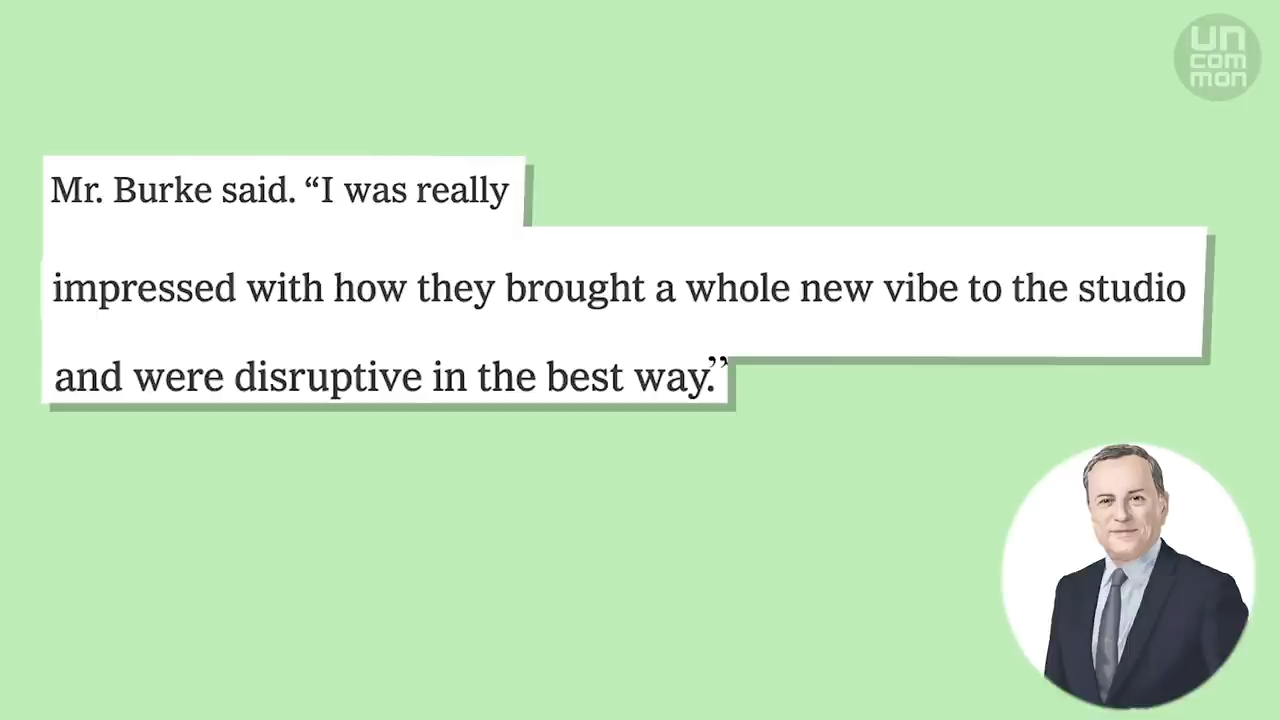 un
com
mon
Mr. Burke said. “I was really
impressed with how they brought a whole new vibe to the studio
and were disruptive in the best way.”